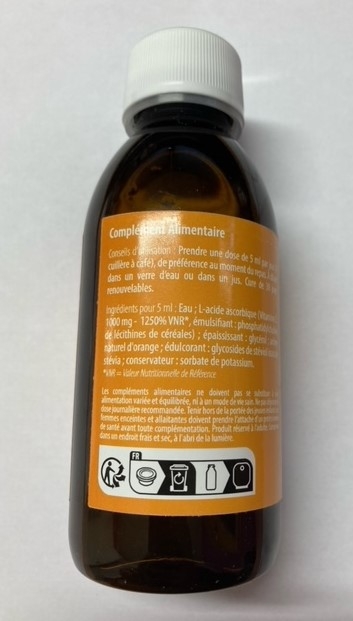 Complément Alimentaire
Conseils d'utilisation : Prendre une dose de 5 ml par
cuillère à café), de préférence au moment du repas,
dans un verre d'eau ou dans un jus. Cure de
renouvelables.
Ingrédients pour 5 ml : Eau ; L-acide ascorbique
1000 mg - 1250% VNR*, émulsifiant :
de lécithines de céréales) ; épaississant :
naturel d'orange ; édulcorant : glycosides de
stévia ; conservateur : sorbate de potassium.
*VNR — Valeur Nutritionnelle de Référence
Les compléments alimentaires ne doivent pas se
alimentation variée et équilibrée, ni à un mode de vie sain. Ne pas
dose journalière recommandée. Tenir hors de la portée des jeunes
femmes enceintes et allaitantes doivent prendre l'attache d'un
de santé avant toute complémentation. Produit réservé à
dans un endroit frais et sec, à l'abri de la lumière.
FR